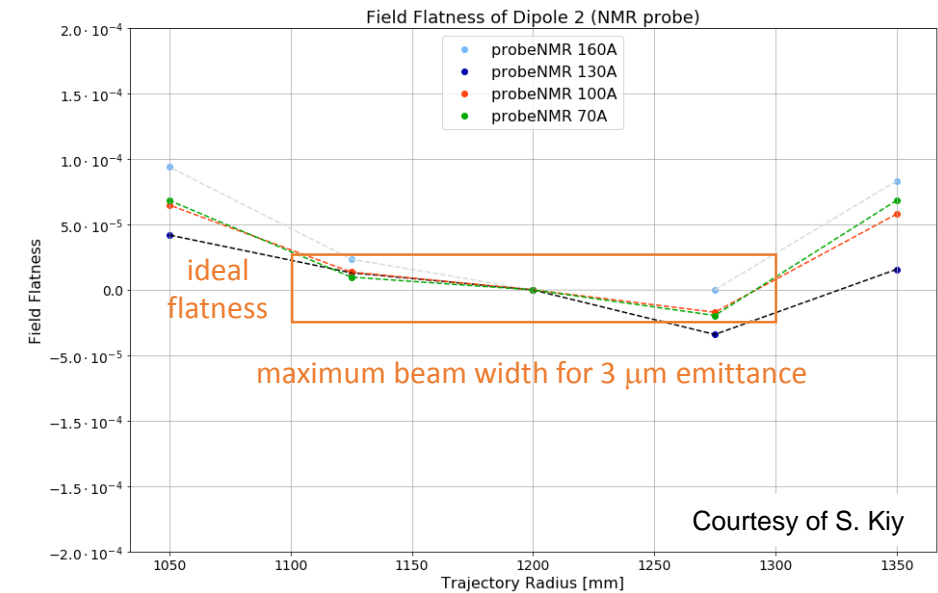 Field Flatness of Dipole 2 (NMR probe)
2.0·10⁻⁴
1.5·10⁻⁴
1.0·10⁻⁴
5.0·10⁻⁵
0.0
−5.0·10⁻⁵
−1.5·10⁻⁴
−1.5·10⁻⁴
−2.0·10⁻⁴
Field Flatness
probeNMR 160A
probeNMR 130A
probeNMR 100A
probeNMR 70A
ideal
flatness
maximum beam width for 3 μm emittance
Courtesy of S. Kiy
1050 1100 1150 1200 1250 1300 1350
Trajectory Radius [mm]